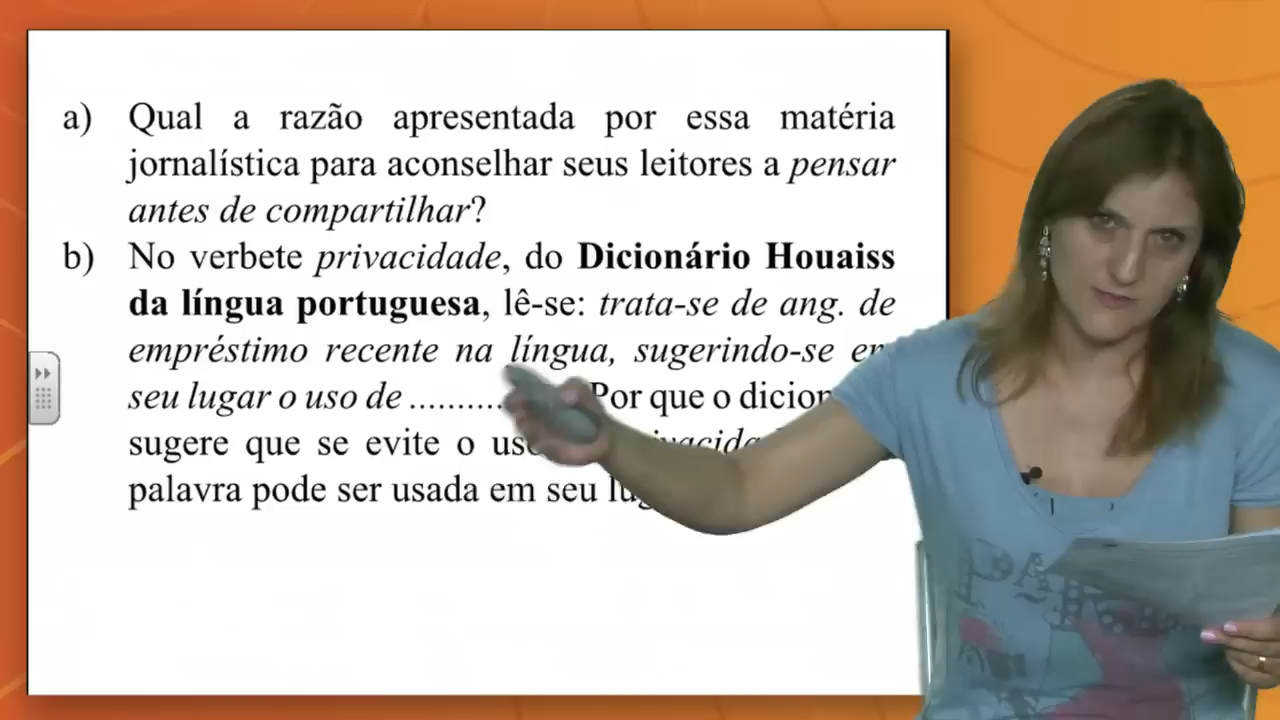 a) Qual a razão apresentada por essa matéria
jornalística para aconselhar seus leitores a pensar
antes de compartilhar?
b) No verbete privacidade, do Dicionário Houaiss
da língua portuguesa, lê-se: trata-se de ang. de
empréstimo recente na língua, sugerindo-se
seu lugar o uso de .......... Por que o
sugere que se evite o
palavra pode ser usada em seu